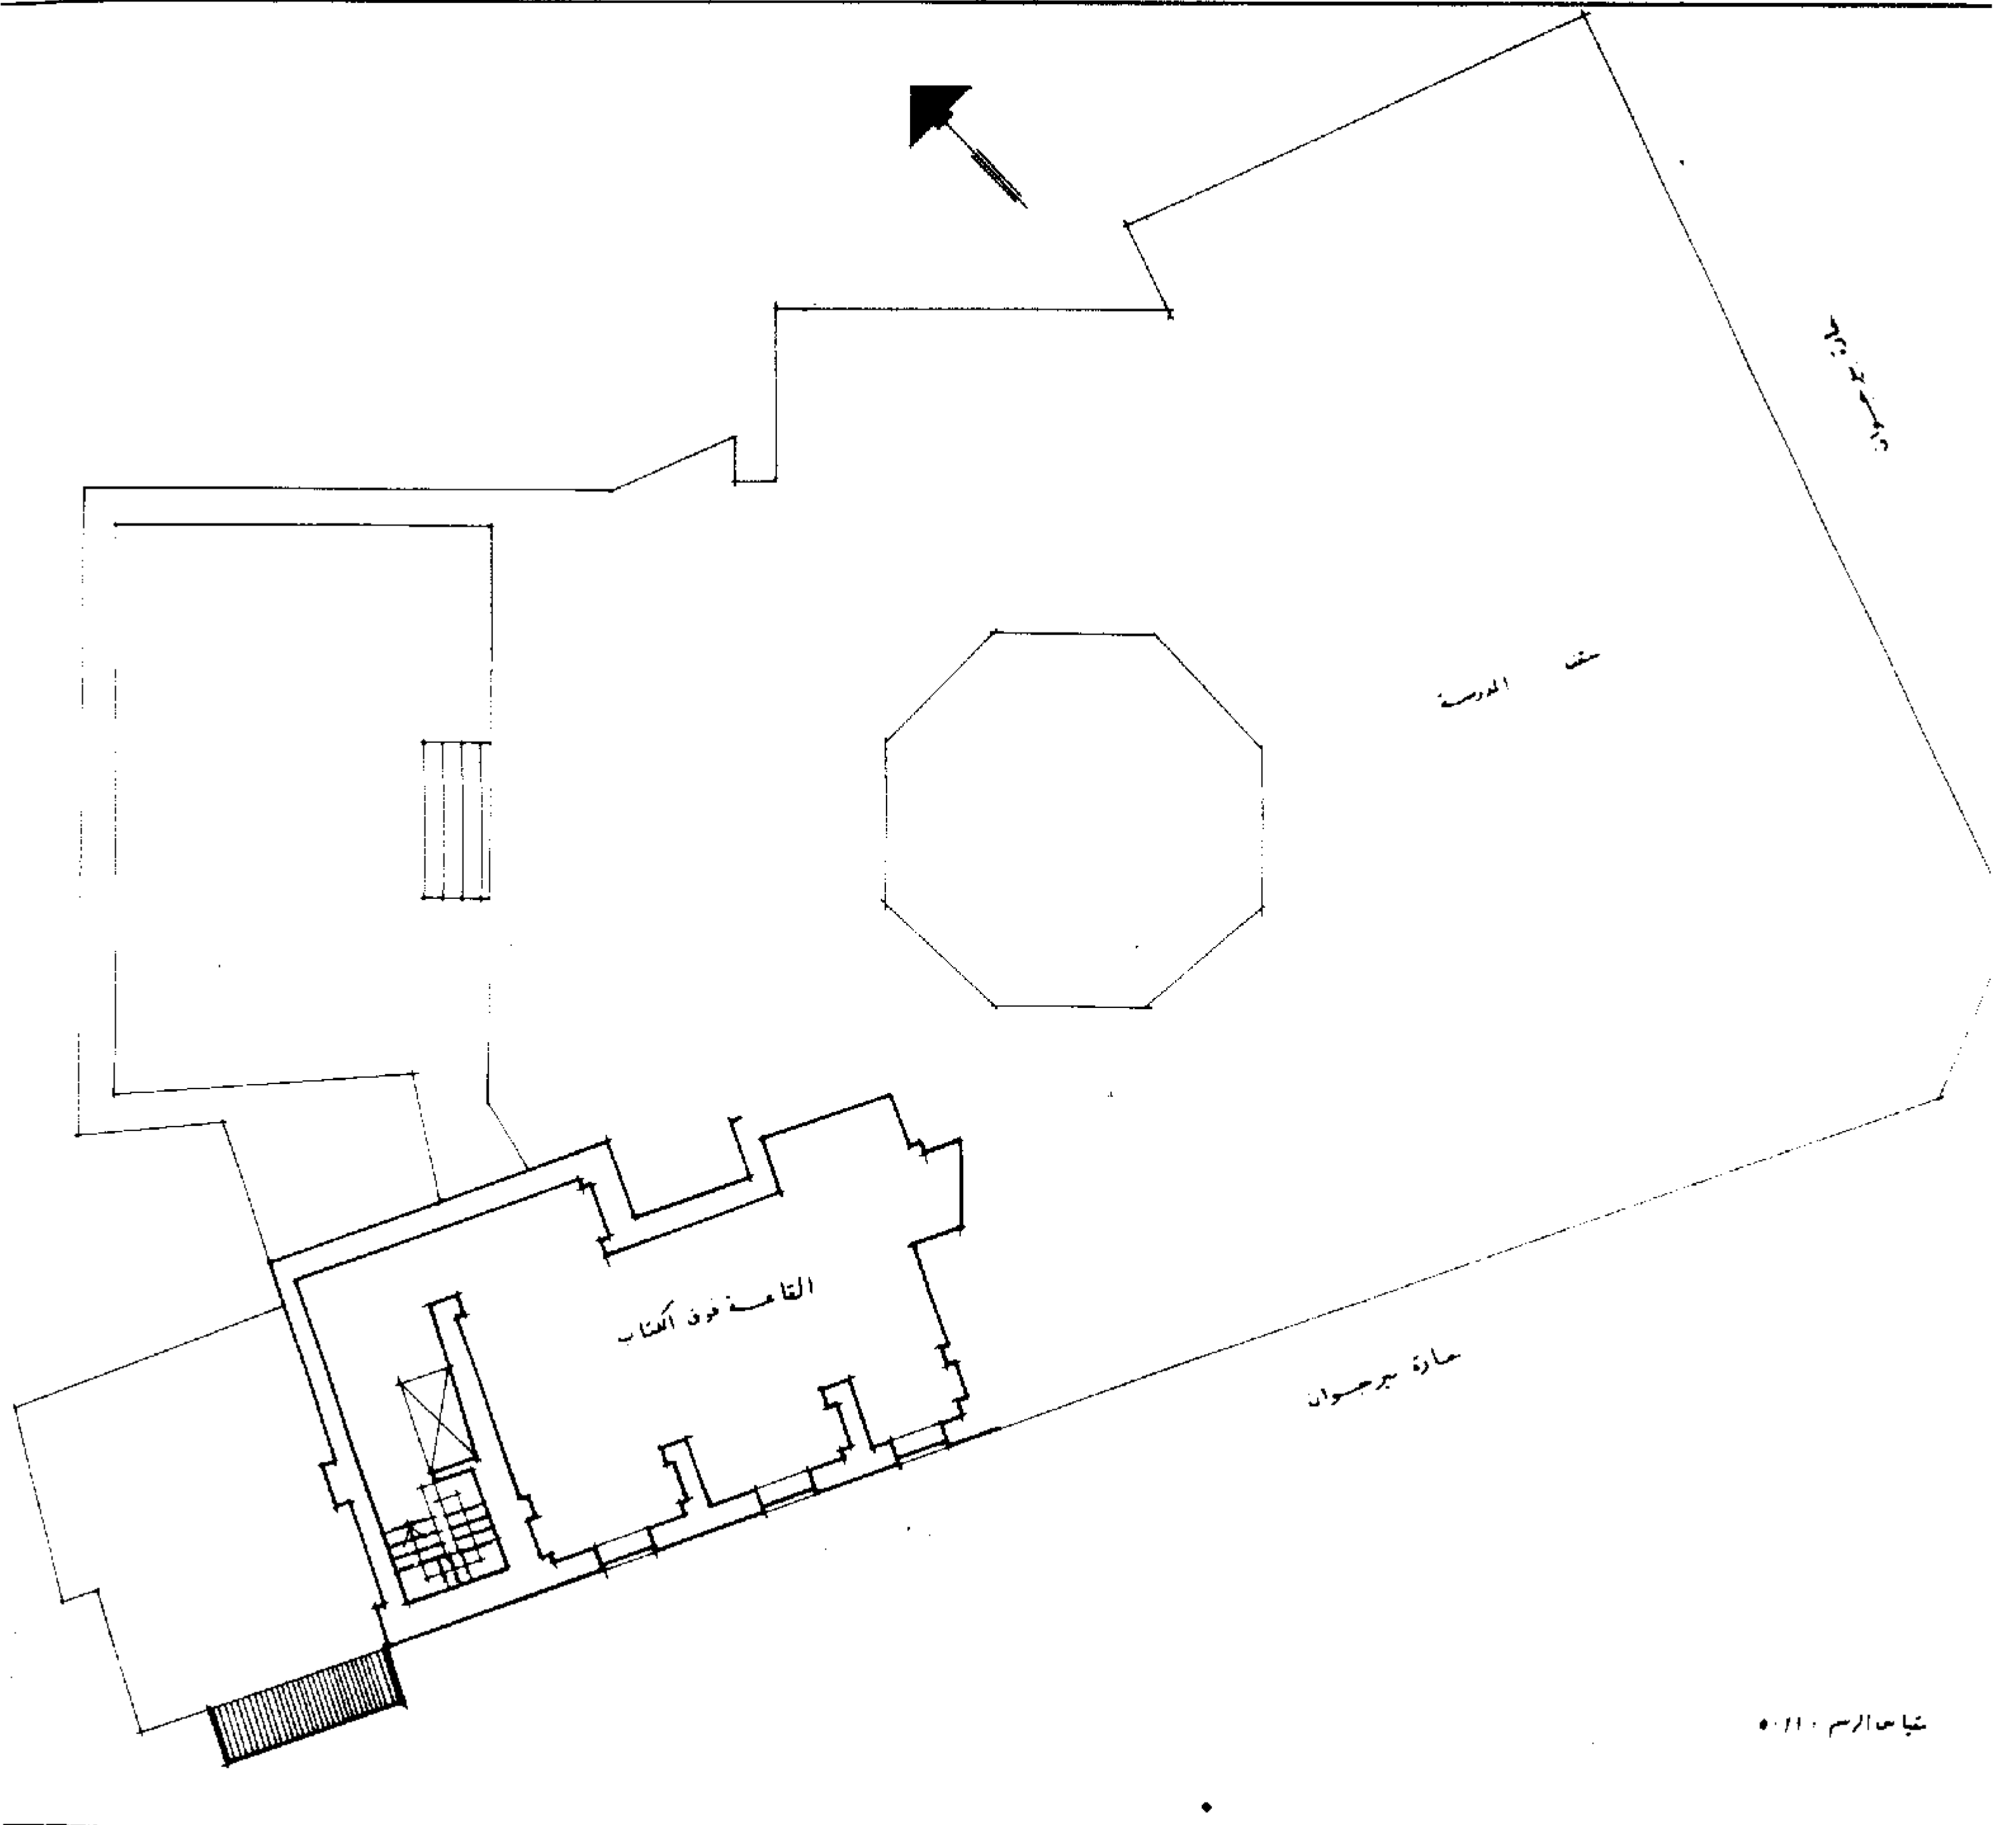 سقف المدرسة
القاعة فوق الكتاب
حارة برجوان
مقياس الرسم ٥٠/١